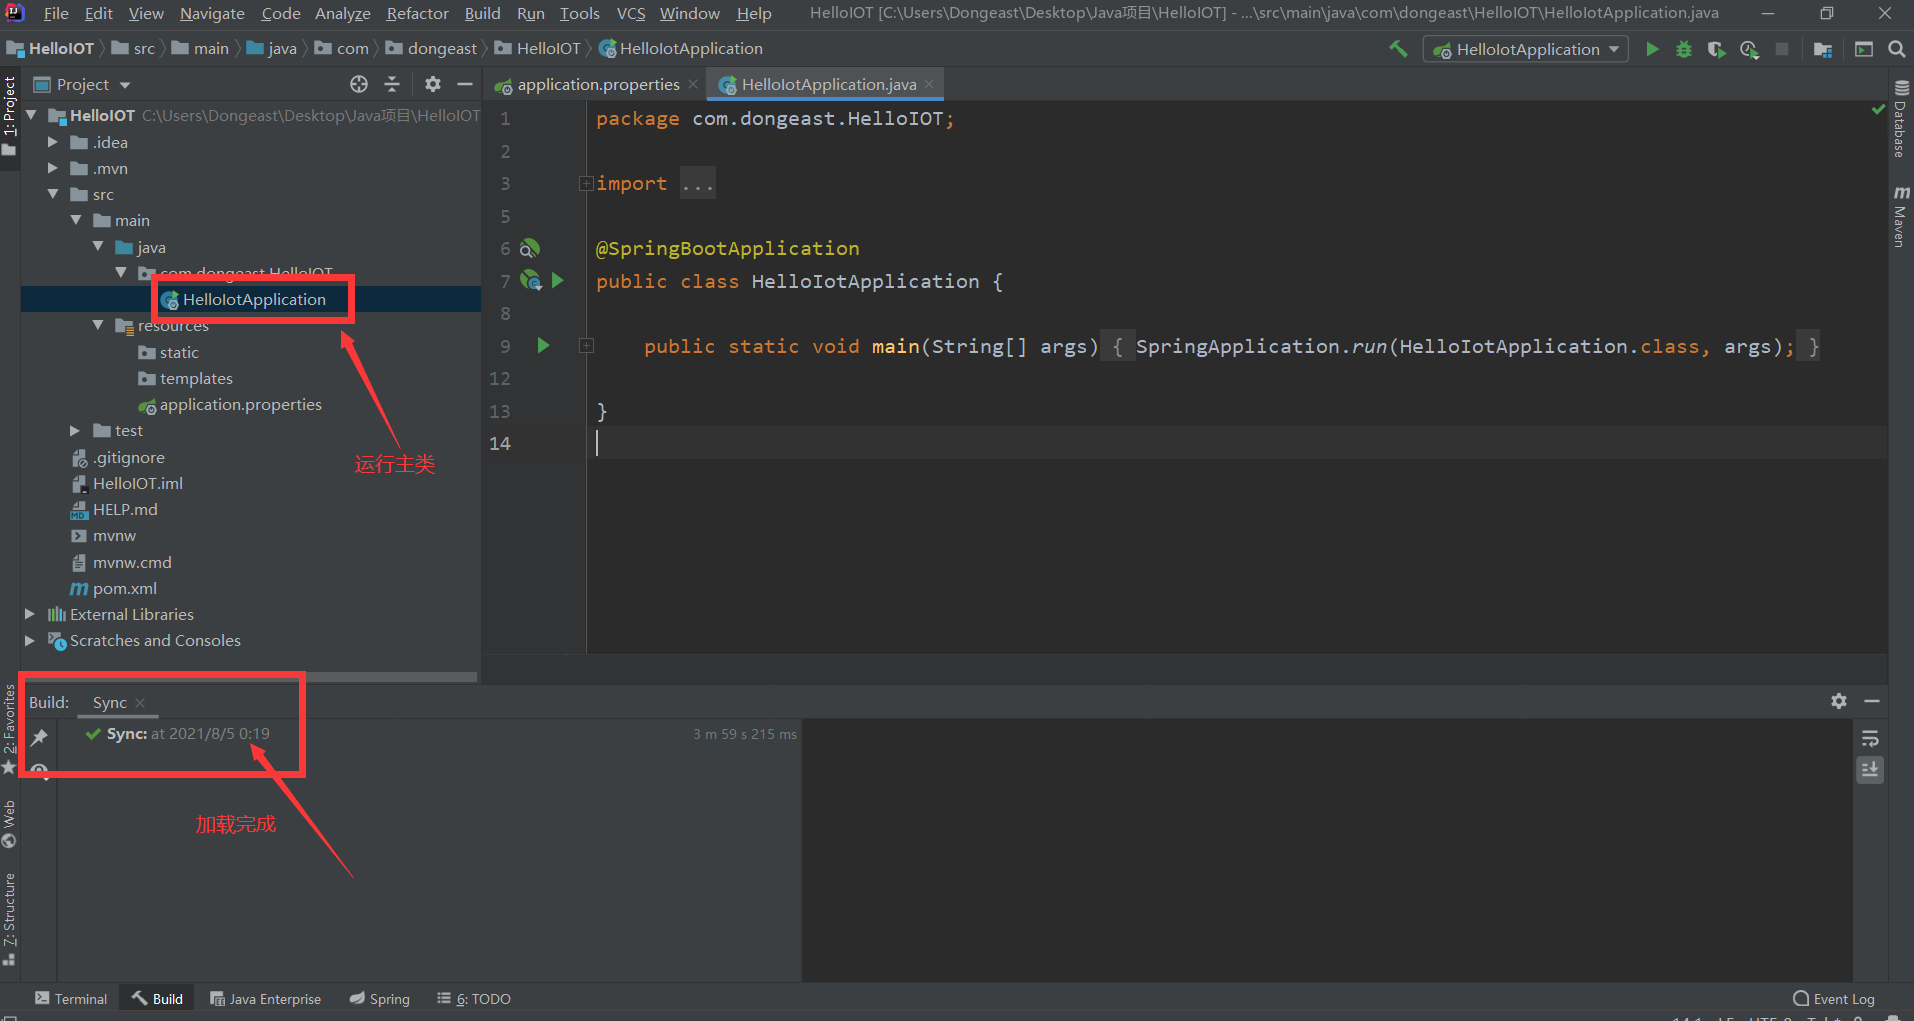 File Edit View Navigate Code Analyze Refactor Build Run Tools VCS Window Help HelloIOT [C:\Users\Dongeast\Desktop\Java项目\HelloIOT] - ...\src\main\java\com\dongeast\HelloIOT\HelloIotApplication.java
HelloIOT src main java com dongeast HelloIOT HelloIotApplication HelloIotApplication
1: Project
Project
application.properties HelloIotApplication.java
HelloIOT C:\Users\Dongeast\Desktop\Java项目\HelloIOT
.idea
.mvn
src
main
java
com.dongeast.HelloIOT
HelloIotApplication
resources
static
templates
application.properties
test
.gitignore
HelloIOT.iml
HELP.md
mvnw
mvnw.cmd
pom.xml
External Libraries
Scratches and Consoles
运行主类
1 package com.dongeast.HelloIOT;
2
3 import ...
5
6 @SpringBootApplication
7 public class HelloIotApplication {
8
9 public static void main(String[] args) { SpringApplication.run(HelloIotApplication.class, args); }
12
13 }
14
Database
Maven
2: Favorites
Web
7: Structure
Build: Sync
Sync: at 2021/8/5 0:19 3 m 59 s 215 ms
加载完成
Terminal Build Java Enterprise Spring 6: TODO Event Log